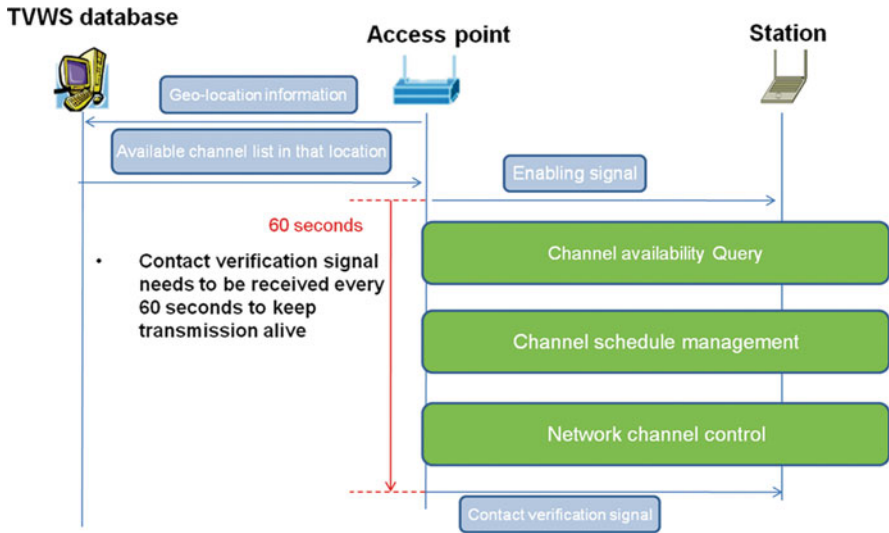 TVWS database
Access point
Station
Geo-location information
Available channel list in that location
Enabling signal
60 seconds
• Contact verification signal
needs to be received every
60 seconds to keep
transmission alive
Channel availability Query
Channel schedule management
Network channel control
Contact verification signal